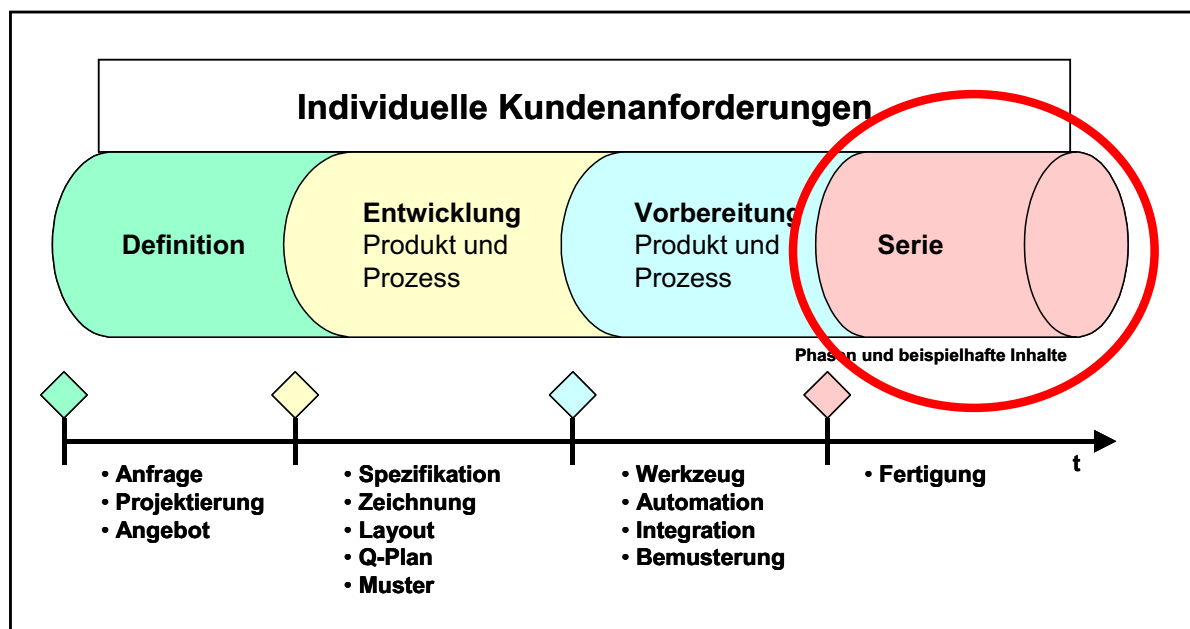 Individuelle Kundenanforderungen
Definition
Entwicklung
Produkt und
Prozess
Vorbereitung
Produkt und
Prozess
Serie
Phasen und beispielhafte Inhalte
t
• Anfrage
• Projektierung
• Angebot
• Spezifikation
• Zeichnung
• Layout
• Q-Plan
• Muster
• Werkzeug
• Automation
• Integration
• Bemusterung
• Fertigung